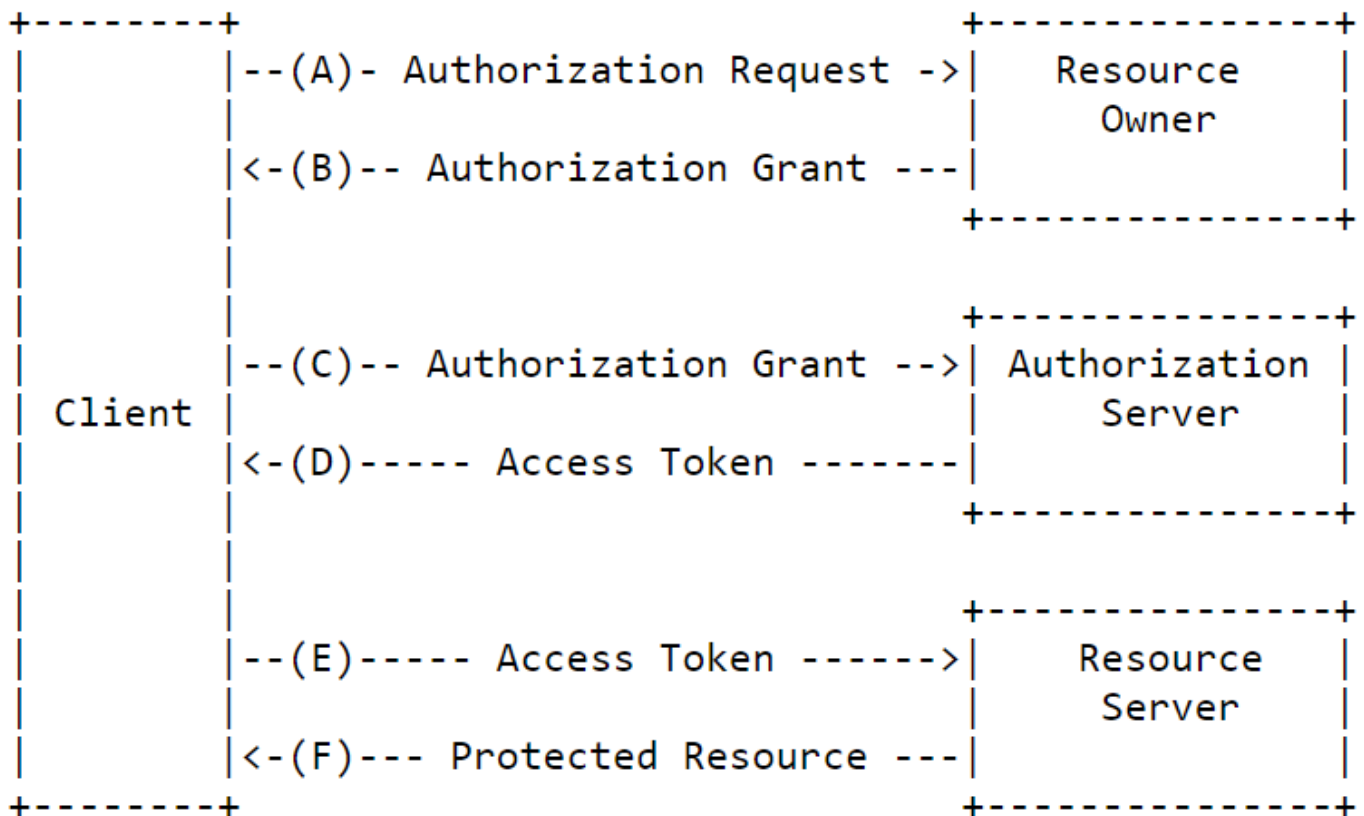 +--------+                               +---------------+
|        |--(A)- Authorization Request ->|   Resource    |
|        |                               |     Owner     |
|        |<-(B)-- Authorization Grant ---|               |
|        |                               +---------------+
|        |
|        |                               +---------------+
|        |--(C)-- Authorization Grant -->| Authorization |
| Client |                               |     Server    |
|        |<-(D)----- Access Token -------|               |
|        |                               +---------------+
|        |
|        |                               +---------------+
|        |--(E)----- Access Token ------>|    Resource   |
|        |                               |     Server    |
|        |<-(F)--- Protected Resource ---|               |
+--------+                               +---------------+